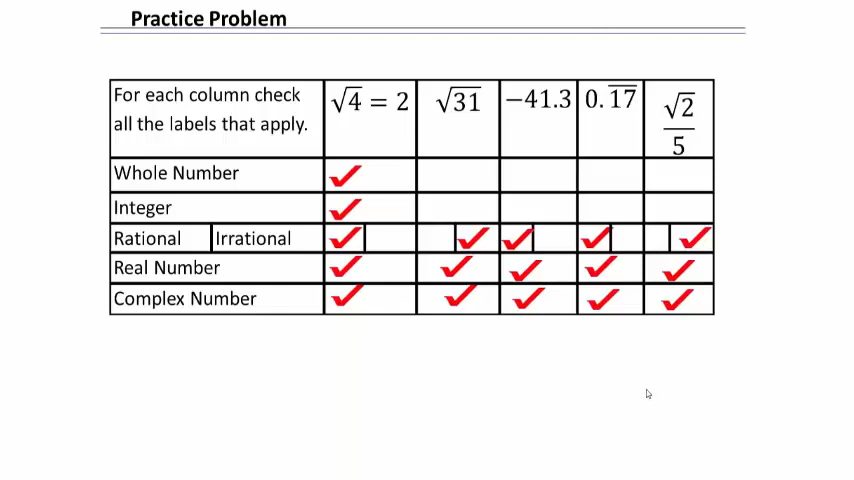 Practice Problem
For each column check
all the labels that apply.
√4 = 2
√31
−41.3
0.1̅7̅
√2
5
Whole Number
Integer
Rational Irrational
Real Number
Complex Number